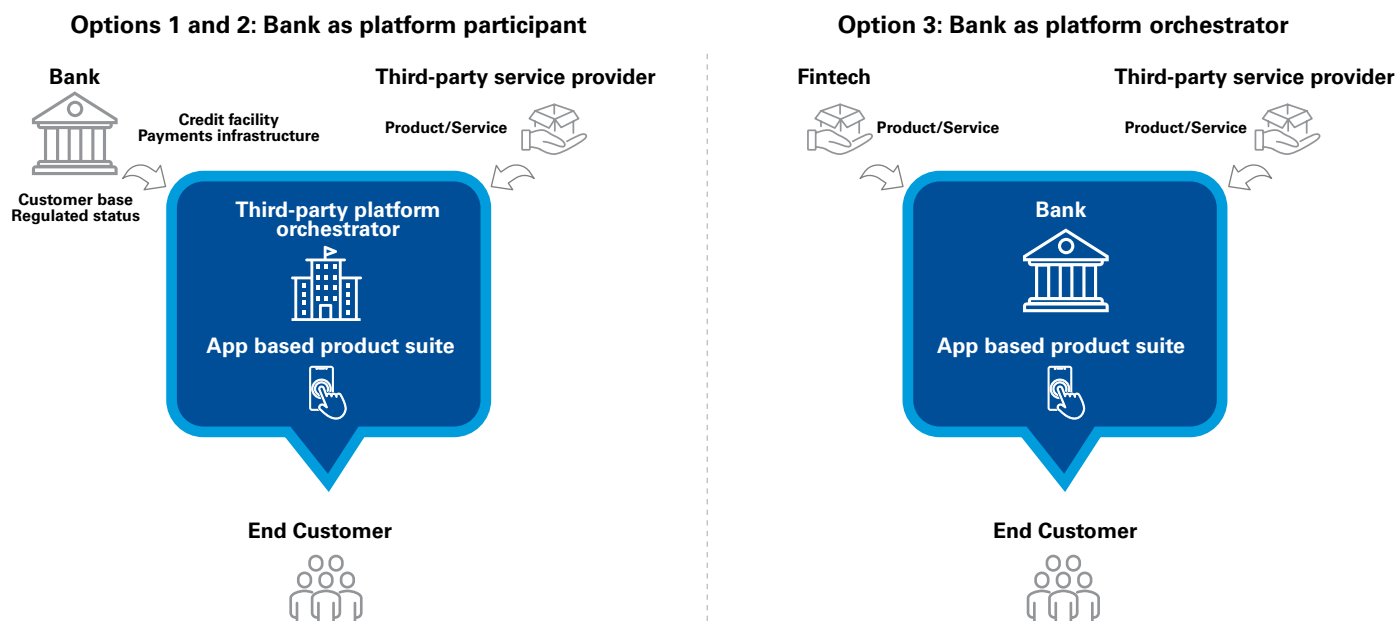 Options 1 and 2: Bank as platform participant
Bank
Third-party service provider
Credit facility
Payments infrastructure
Product/Service
Customer base
Regulated status
Third-party platform
orchestrator
App based product suite
End Customer
Option 3: Bank as platform orchestrator
Fintech
Third-party service provider
Product/Service
Product/Service
Bank
App based product suite
End Customer